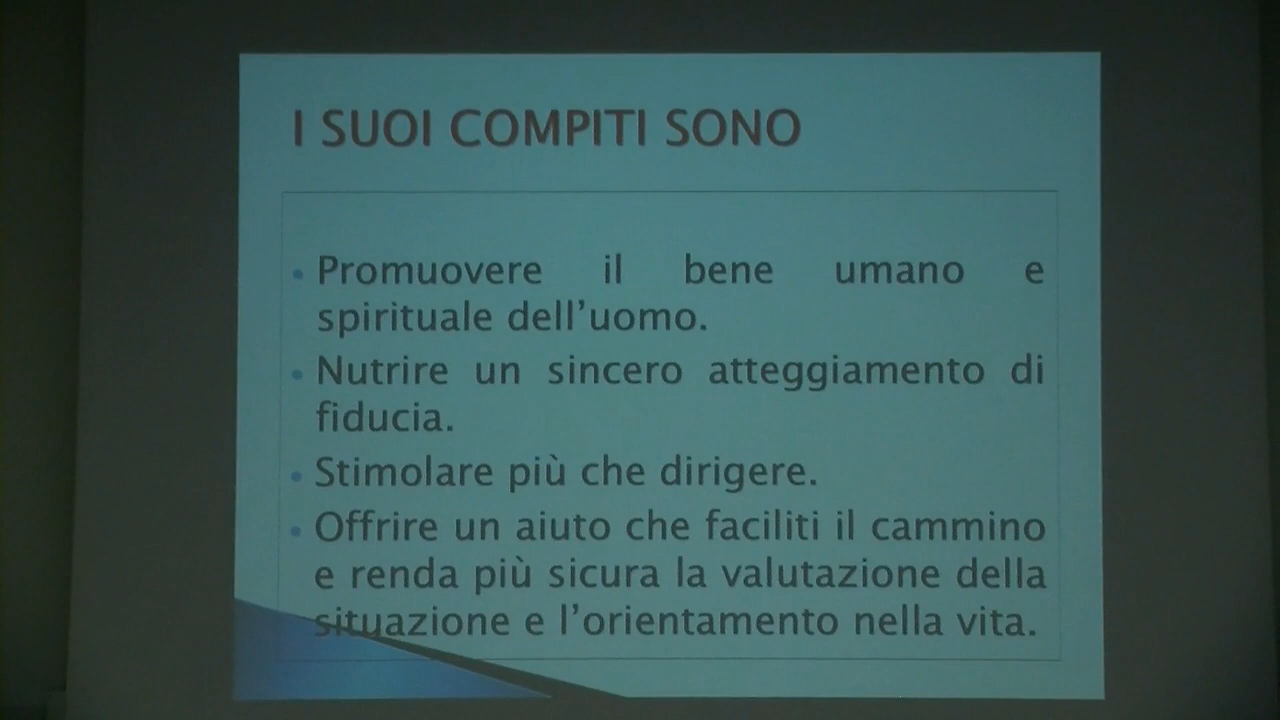 I SUOI COMPITI SONO
• Promuovere il bene umano e
spirituale dell’uomo.
• Nutrire un sincero atteggiamento di
fiducia.
• Stimolare più che dirigere.
• Offrire un aiuto che faciliti il cammino
e renda più sicura la valutazione della
situazione e l’orientamento nella vita.